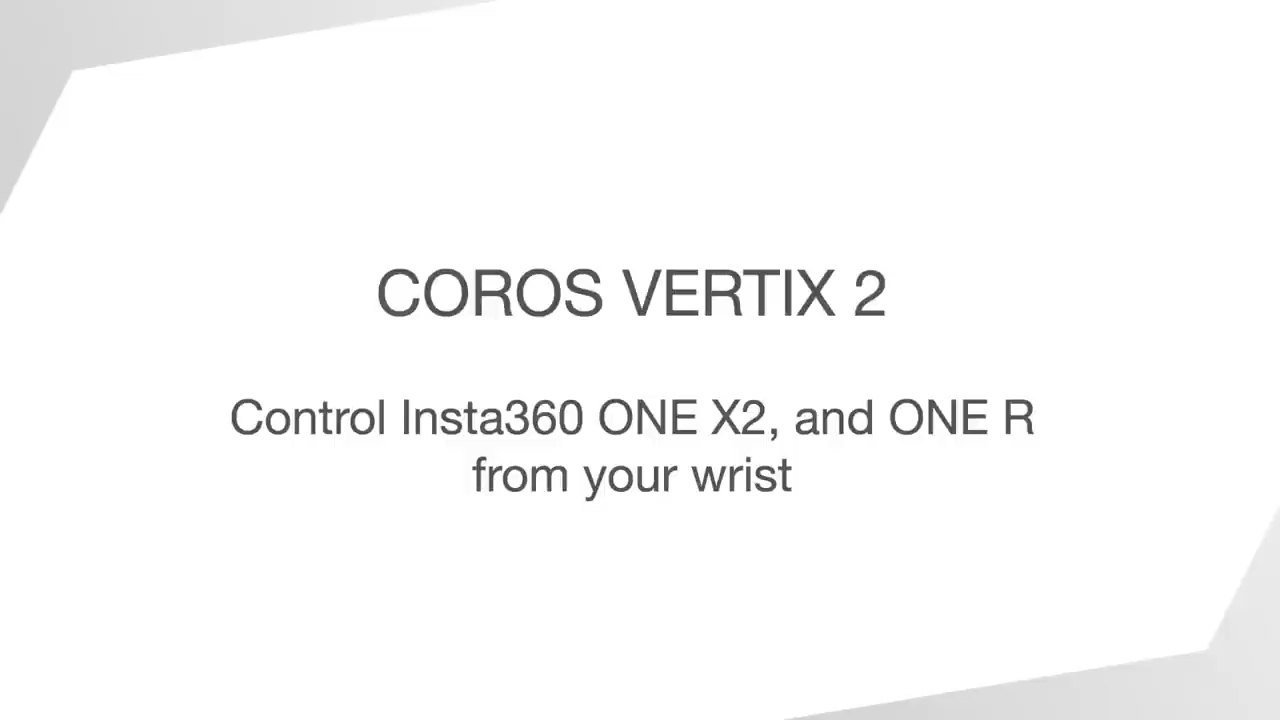 COROS VERTIX 2
Control Insta360 ONE X2, and ONE R
from your wrist